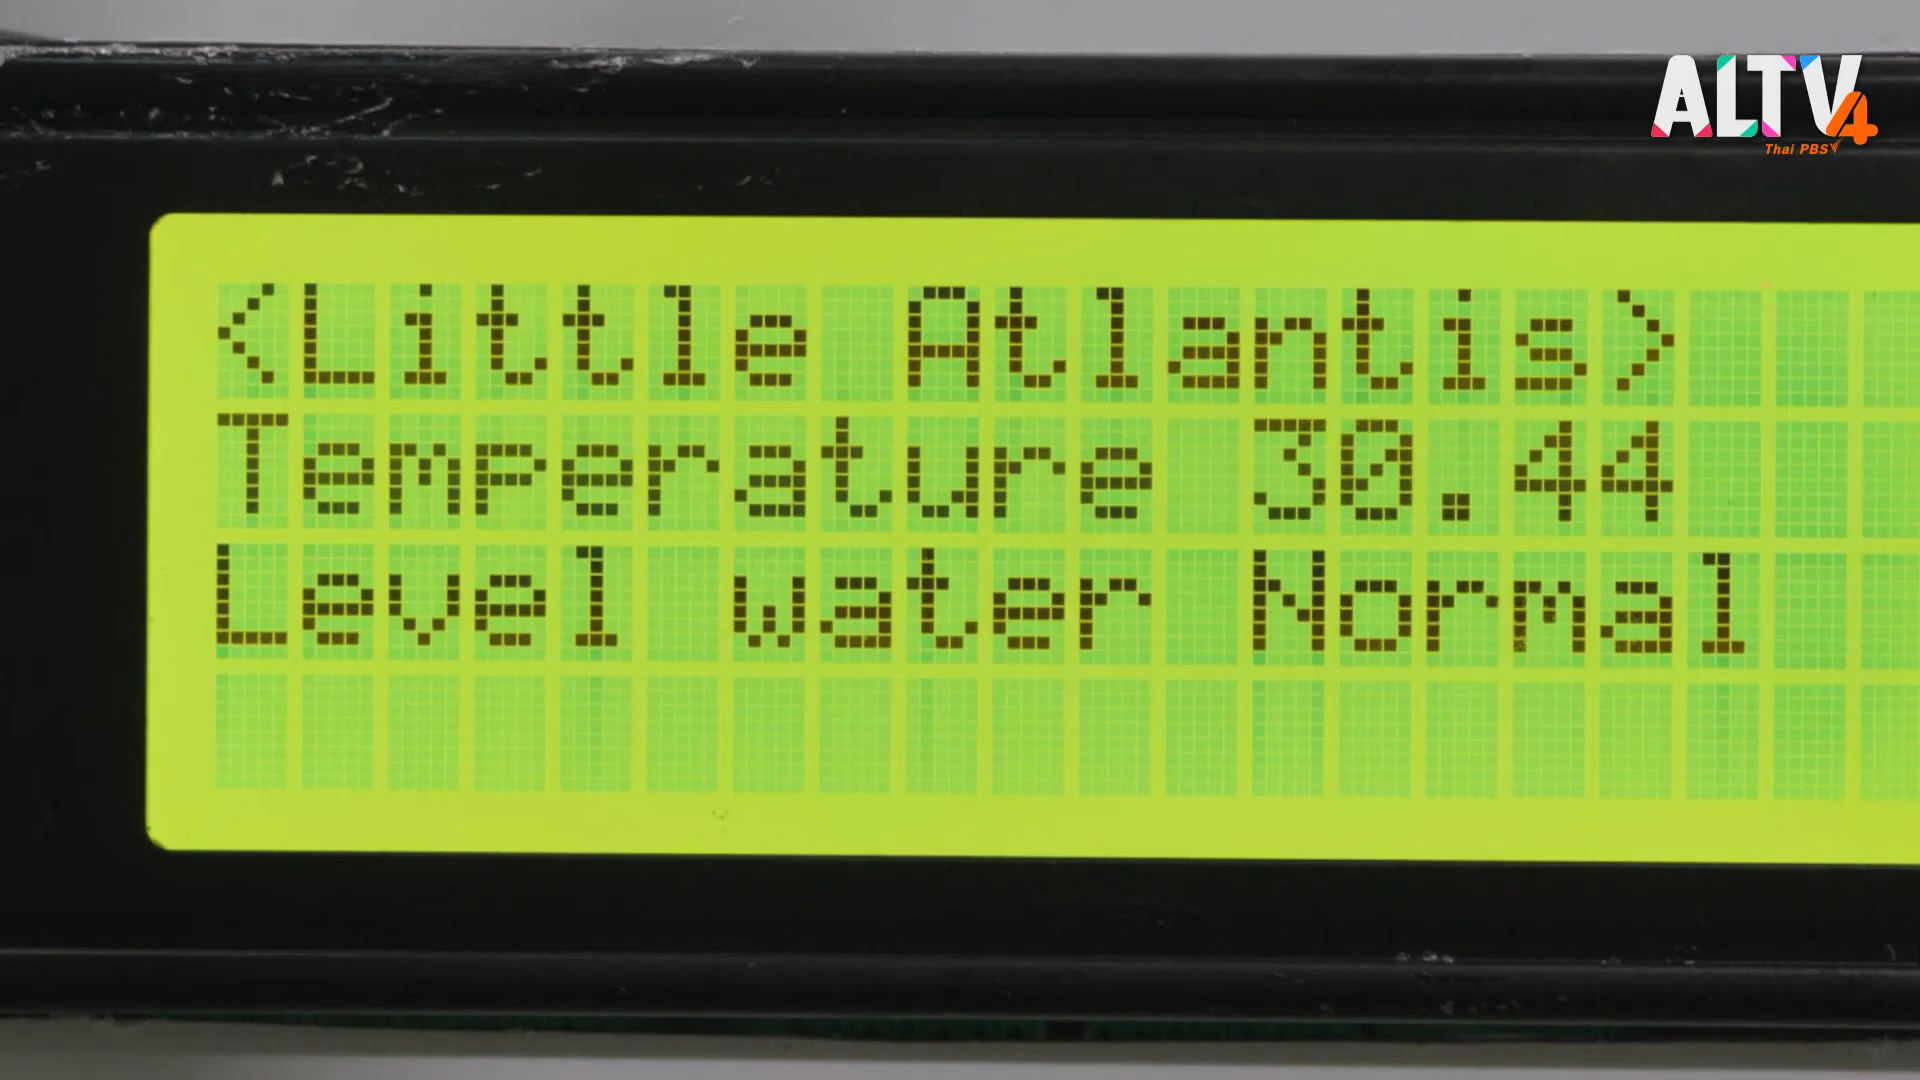 ALTV4
Thai PBS
<Little Atlantis>
Temperature 30.44
Level water Normal